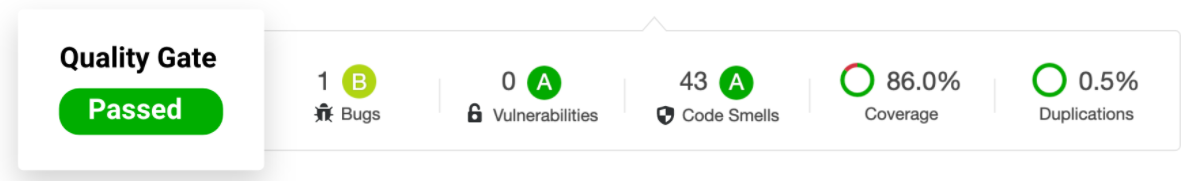 Quality Gate
Passed
1 B
Bugs
0 A
Vulnerabilities
43 A
Code Smells
86.0%
Coverage
0.5%
Duplications